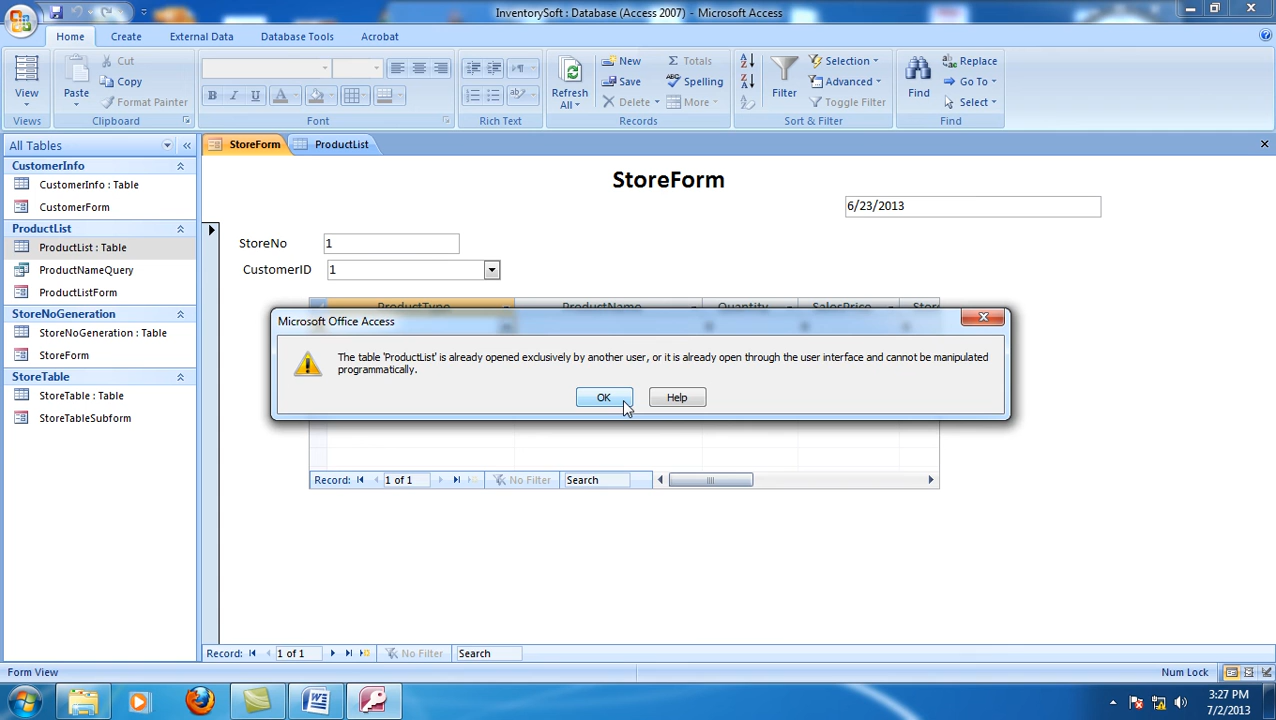 InventorySoft : Database (Access 2007) - Microsoft Access
Home Create External Data Database Tools Acrobat
View
Views
Paste
Cut
Copy
Format Painter
Clipboard
B I U A
Font
Rich Text
Refresh All
New
Save
Delete
Totals
Spelling
More
Records
Filter
Selection
Advanced
Toggle Filter
Sort & Filter
Find
Replace
Go To
Select
Find
All Tables
CustomerInfo
CustomerInfo : Table
CustomerForm
ProductList
ProductList : Table
ProductNameQuery
ProductListForm
StoreNoGeneration
StoreNoGeneration : Table
StoreForm
StoreTable
StoreTable : Table
StoreTableSubform
StoreForm ProductList
StoreForm
6/23/2013
StoreNo 1
CustomerID 1
ProductType ProductName Quantity SalesPrice
Microsoft Office Access
The table 'ProductList' is already opened exclusively by another user, or it is already open through the user interface and cannot be manipulated
programmatically.
OK Help
Record: 1 of 1 No Filter Search
Record: 1 of 1 No Filter Search
Form View Num Lock
3:27 PM
7/2/2013